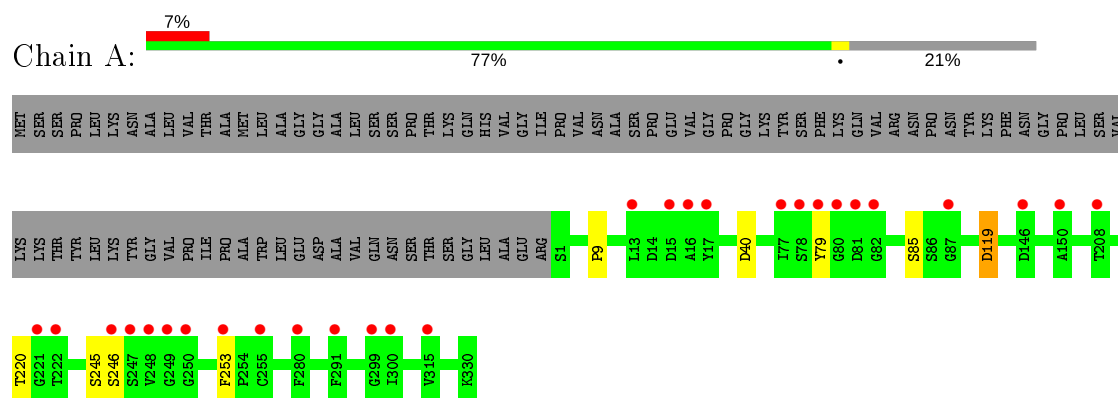 7%
Chain A:
77%
•
21%
MET SER SER PRO LEU LYS ASN ALA LEU VAL THR ALA MET LEU ALA GLY GLY ALA LEU SER SER PRO THR LYS GLN HIS VAL GLY ILE PRO VAL ASN ALA SER PRO GLU VAL GLY PRO GLY LYS TYR SER PHE LYS GLN VAL ARG ASN PRO ASN TYR LYS PHE ASN GLY PRO LEU SER VAL
LYS LYS THR TYR LEU LYS TYR GLY VAL PRO ILE PRO ALA TRP LEU GLU ASP ALA VAL GLN ASN SER THR SER GLY LEU ALA GLU ARG S1 P9 L13 D14 D15 A16 Y17 D40 I77 S78 Y79 G80 D81 G82 S85 S86 G87 D119 D146 A150 T208
T220 G221 T222 S245 S246 S247 V248 G249 G250 F253 P254 C255 F280 F291 G299 I300 V315 K330